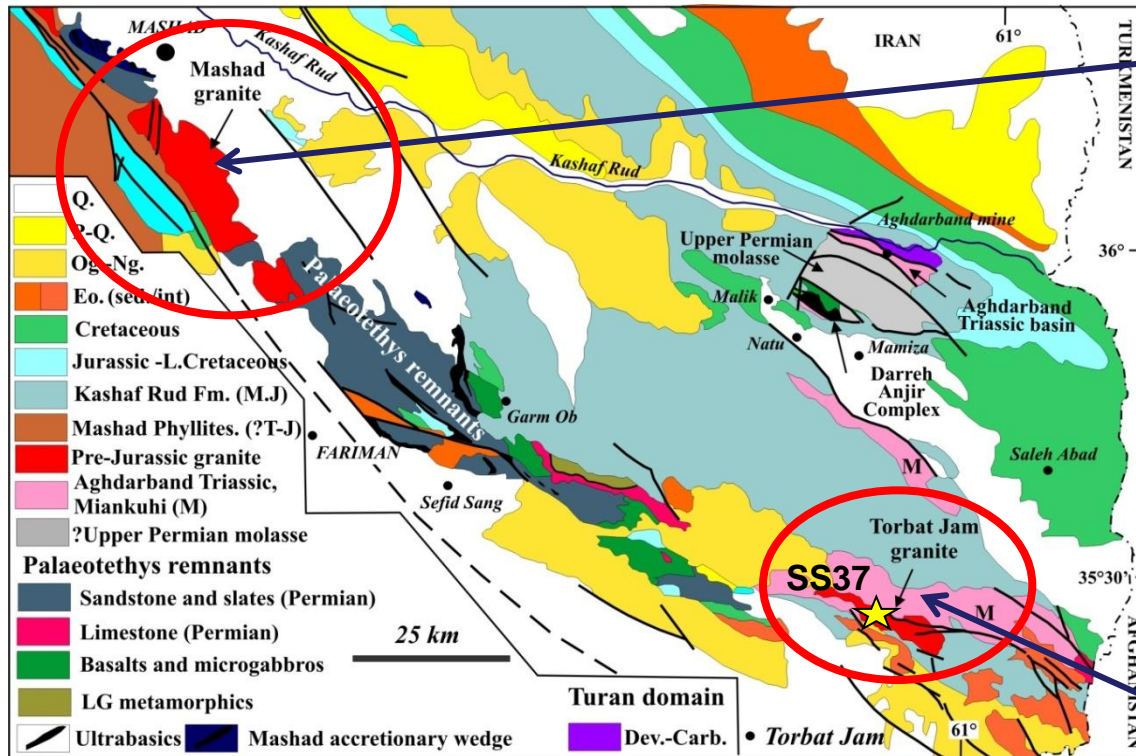 MASHAD
Mashad
granite
Kashaf Rud
Kashaf Rud
IRAN
61°
TURKMENISTAN
36°
Aghdarband mine
Upper Permian
molasse
Malik
Natu
Mamiza
Aghdarband
Triassic basin
Darreh
Anjir
Complex
Palaeotethys remnants
Garm Ob
FARIMAN
Sefid Sang
Saleh Abad
M
Torbat Jam
granite
SS37
M
35°30'
AFGHANISTAN
61°
Torbat Jam
25 km
Q.
P-Q.
Og.-Ng.
Eo. (sed./int)
Cretaceous
Jurassic -L.Cretaceous
Kashaf Rud Fm. (M.J)
Mashad Phyllites. (?T-J)
Pre-Jurassic granite
Aghdarband Triassic,
Miankuhi (M)
?Upper Permian molasse
Palaeotethys remnants
Sandstone and slates (Permian)
Limestone (Permian)
Basalts and microgabbros
LG metamorphics
Ultrabasics
Mashad accretionary wedge
Turan domain
Dev.-Carb.